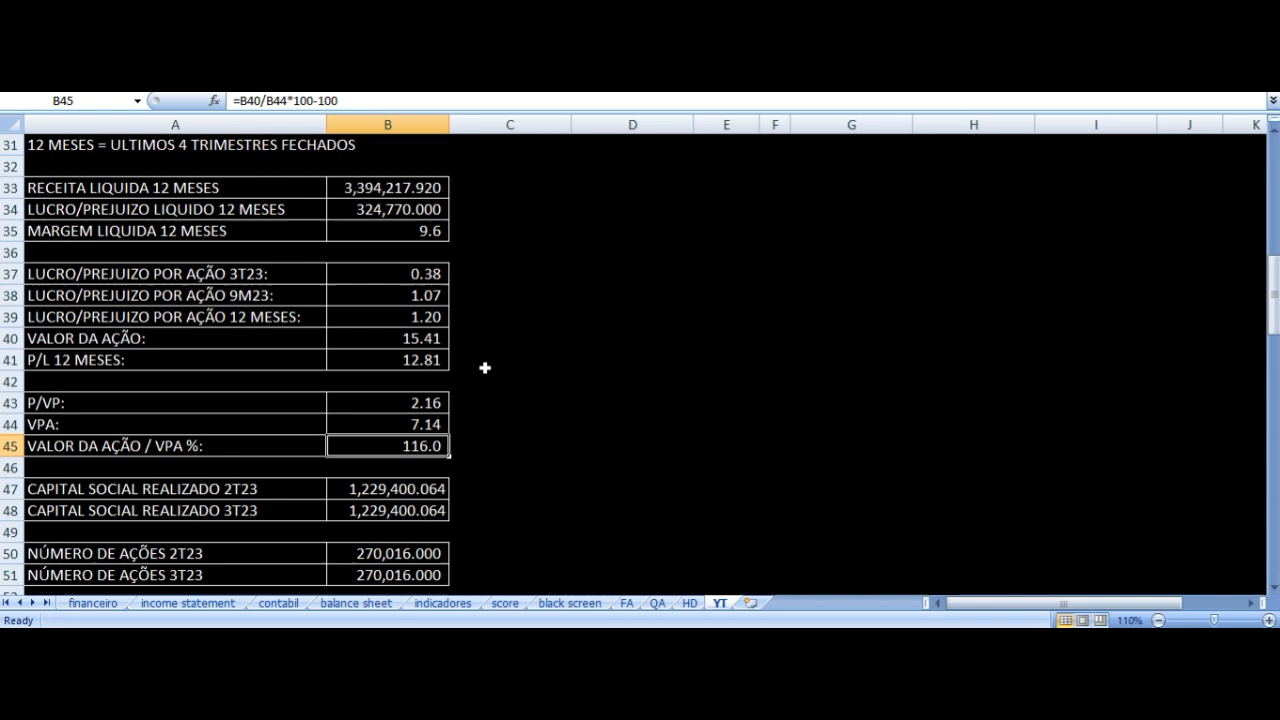 B45 fx =B40/B44*100-100
A B C D E F G H I J K
31 12 MESES = ULTIMOS 4 TRIMESTRES FECHADOS
32
33 RECEITA LIQUIDA 12 MESES 3,394,217.920
34 LUCRO/PREJUIZO LIQUIDO 12 MESES 324,770.000
35 MARGEM LIQUIDA 12 MESES 9.6
36
37 LUCRO/PREJUIZO POR AÇÃO 3T23: 0.38
38 LUCRO/PREJUIZO POR AÇÃO 9M23: 1.07
39 LUCRO/PREJUIZO POR AÇÃO 12 MESES: 1.20
40 VALOR DA AÇÃO: 15.41
41 P/L 12 MESES: 12.81
42
43 P/VP: 2.16
44 VPA: 7.14
45 VALOR DA AÇÃO / VPA %: 116.0
46
47 CAPITAL SOCIAL REALIZADO 2T23 1,229,400.064
48 CAPITAL SOCIAL REALIZADO 3T23 1,229,400.064
49
50 NÚMERO DE AÇÕES 2T23 270,016.000
51 NÚMERO DE AÇÕES 3T23 270,016.000
financeiro income statement contabil balance sheet indicadores score black screen FA QA HD YT
Ready 110%